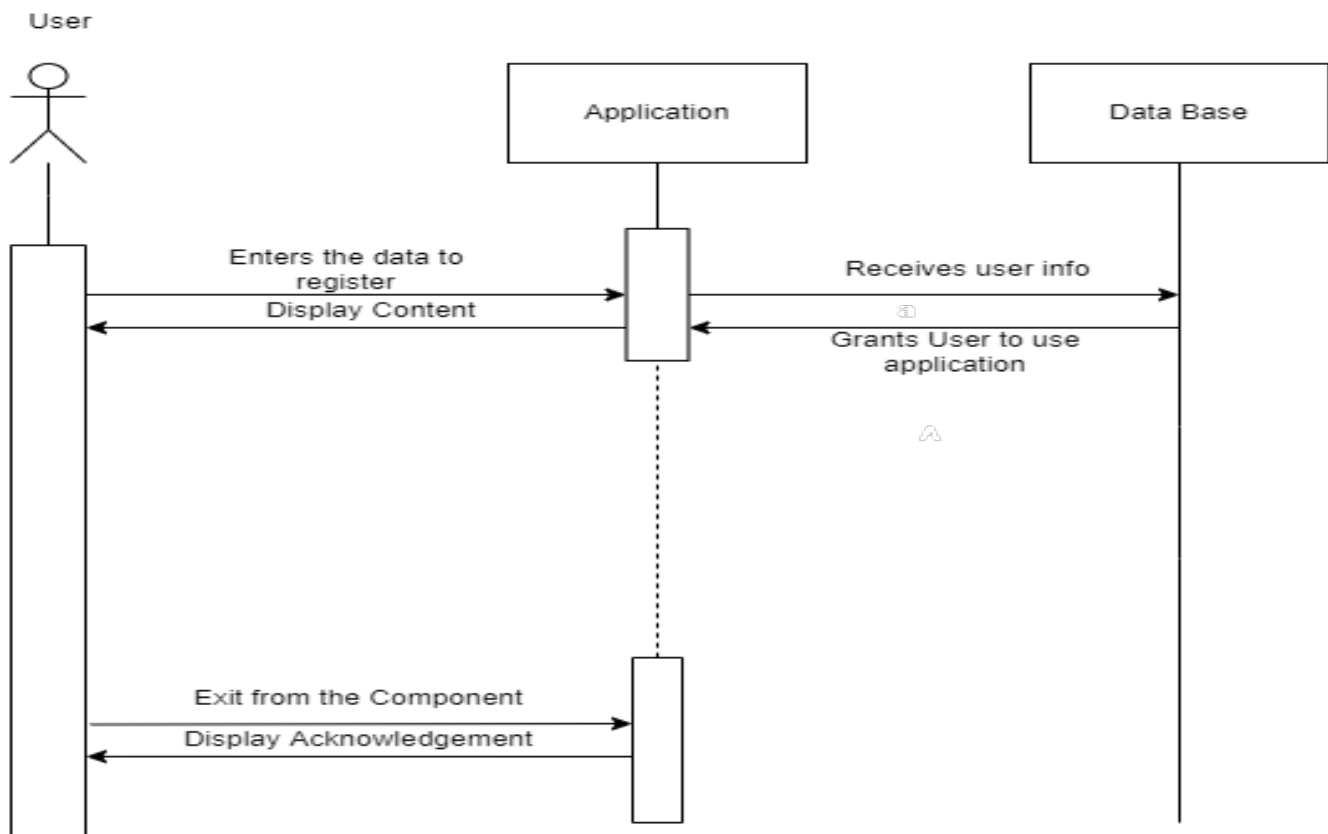 User
Application
Data Base
Enters the data to
register
Receives user info
Display Content
a
Grants User to use
application
A
Exit from the Component
Display Acknowledgement